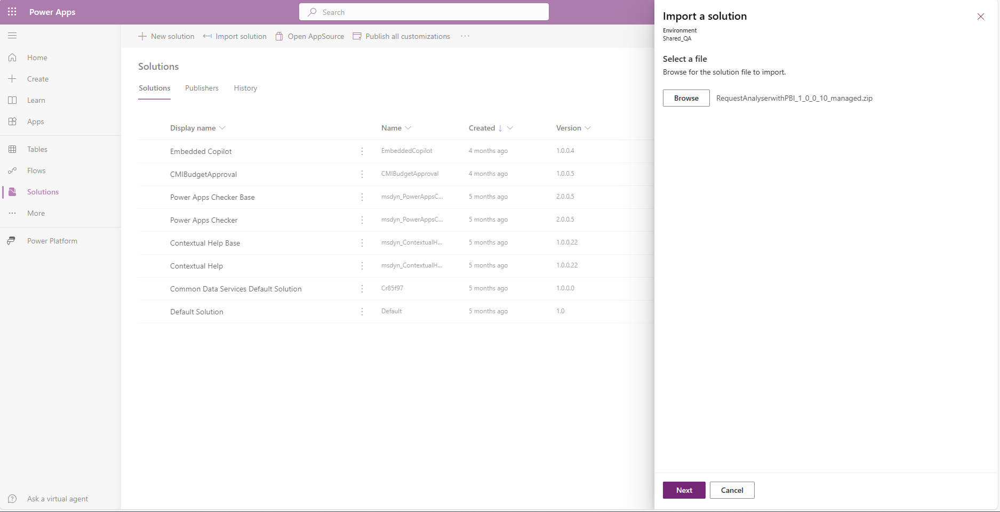 Power Apps
Search
Home
Create
Learn
Apps
Tables
Flows
Solutions
More
Power Platform
Ask a virtual agent
New solution Import solution Open AppSource Publish all customizations
Solutions
Solutions Publishers History
Display name Name Created Version
Embedded Copilot EmbeddedCopilot 4 months ago 1.0.0.4
CMIBudgetApproval CMIBudgetApproval 4 months ago 1.0.0.5
Power Apps Checker Base msdyn_PowerAppsC... 5 months ago 2.0.0.5
Power Apps Checker msdyn_PowerAppsC... 5 months ago 2.0.0.5
Contextual Help Base msdyn_ContextualH... 5 months ago 1.0.0.22
Contextual Help msdyn_ContextualH... 5 months ago 1.0.0.22
Common Data Services Default Solution Cr85f97 5 months ago 1.0.0.0
Default Solution Default 5 months ago 1.0
Import a solution
Environment
Shared_QA
Select a file
Browse for the solution file to import.
Browse RequestAnalyserwithPBI_1_0_0_10_managed.zip
Next Cancel